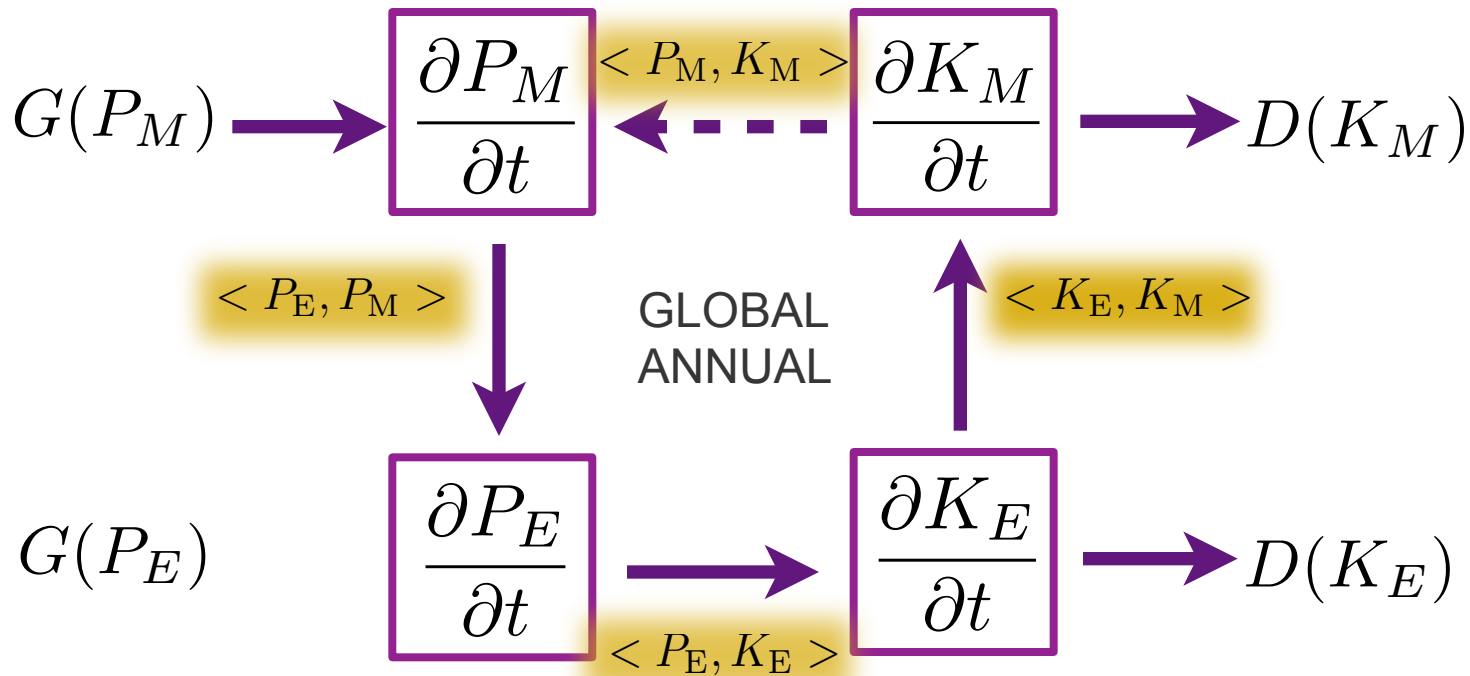 G(P_M)
∂P_M/∂t
< P_M, K_M >
∂K_M/∂t
D(K_M)
< P_E, P_M >
GLOBAL
ANNUAL
< K_E, K_M >
G(P_E)
∂P_E/∂t
< P_E, K_E >
∂K_E/∂t
D(K_E)